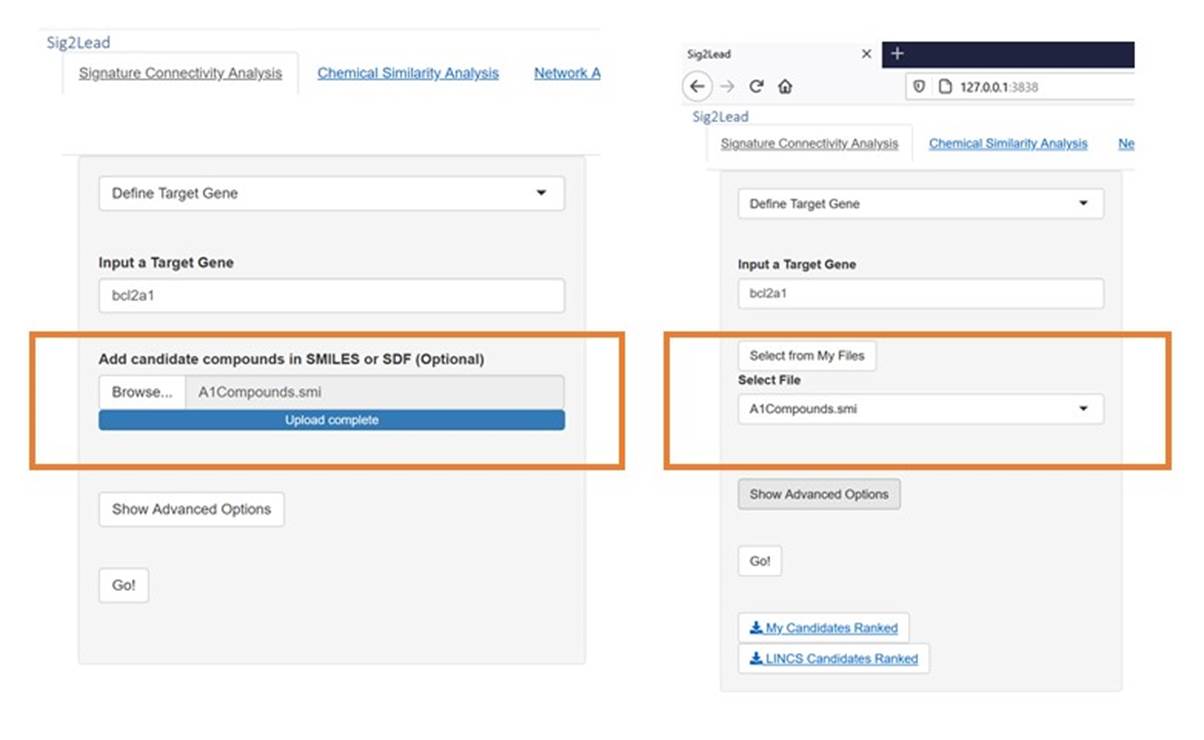 Sig2Lead
Signature Connectivity Analysis Chemical Similarity Analysis Network A
Define Target Gene
Input a Target Gene
bcl2a1
Add candidate compounds in SMILES or SDF (Optional)
Browse... A1Compounds.smi
Upload complete
Show Advanced Options
Go!
Sig2Lead
127.0.0.1:3838
Sig2Lead
Signature Connectivity Analysis Chemical Similarity Analysis Ne
Define Target Gene
Input a Target Gene
bcl2a1
Select from My Files
Select File
A1Compounds.smi
Show Advanced Options
Go!
My Candidates Ranked
LINCS Candidates Ranked